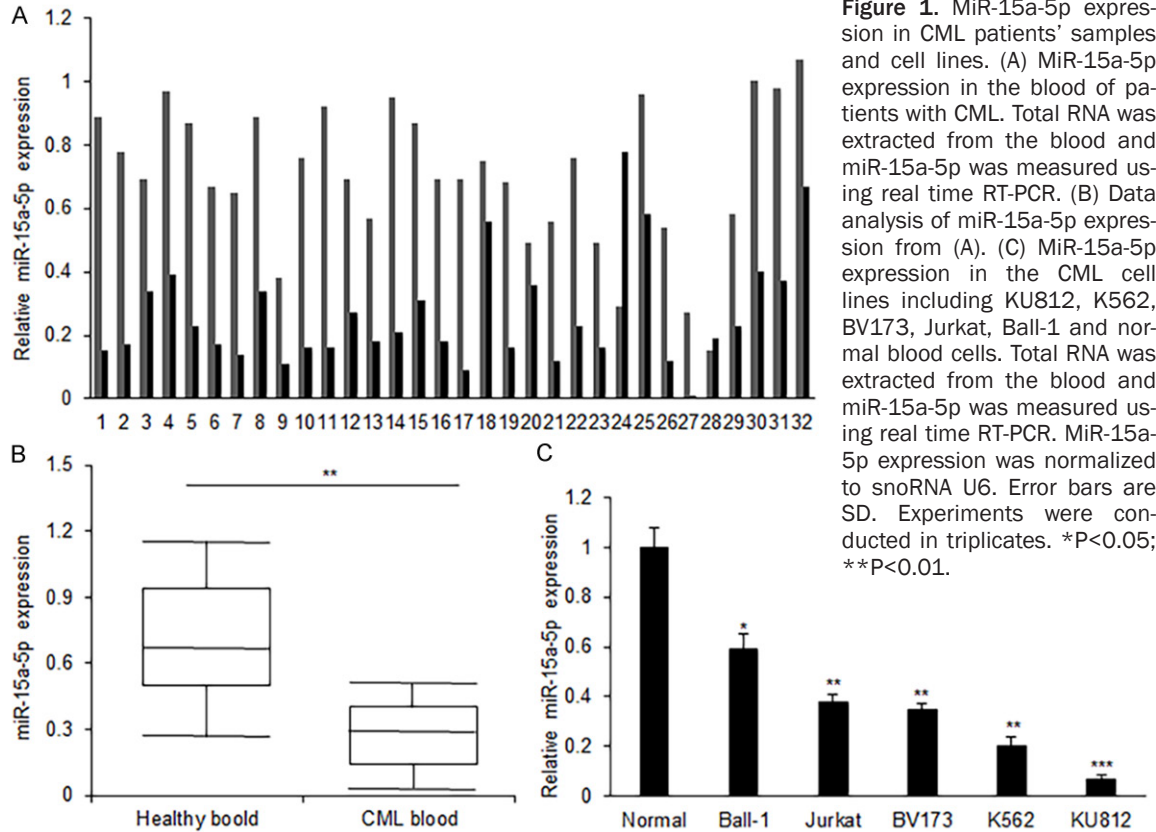 A
1.2
1
0.8
0.6
0.4
0.2
0
Relative miR-15a-5p expression
1 2 3 4 5 6 7 8 9 10 11 12 13 14 15 16 17 18 19 20 21 22 23 24 25 26 27 28 29 30 31 32
Figure 1. MiR-15a-5p expres-
sion in CML patients' samples
and cell lines. (A) MiR-15a-5p
expression in the blood of pa-
tients with CML. Total RNA was
extracted from the blood and
miR-15a-5p was measured us-
ing real time RT-PCR. (B) Data
analysis of miR-15a-5p expres-
sion from (A). (C) MiR-15a-5p
expression in the CML cell
lines including KU812, K562,
BV173, Jurkat, Ball-1 and nor-
mal blood cells. Total RNA was
extracted from the blood and
miR-15a-5p was measured us-
ing real time RT-PCR. MiR-15a-
5p expression was normalized
to snoRNA U6. Error bars are
SD. Experiments were con-
ducted in triplicates. *P<0.05;
**P<0.01.
B
1.5
1.2
0.9
0.6
0.3
0
miR-15a-5p expression
**
Healthy boold CML blood
C
1.2
1
0.8
0.6
0.4
0.2
0
Relative miR-15a-5p expression
*
**
**
**
***
Normal Ball-1 Jurkat BV173 K562 KU812